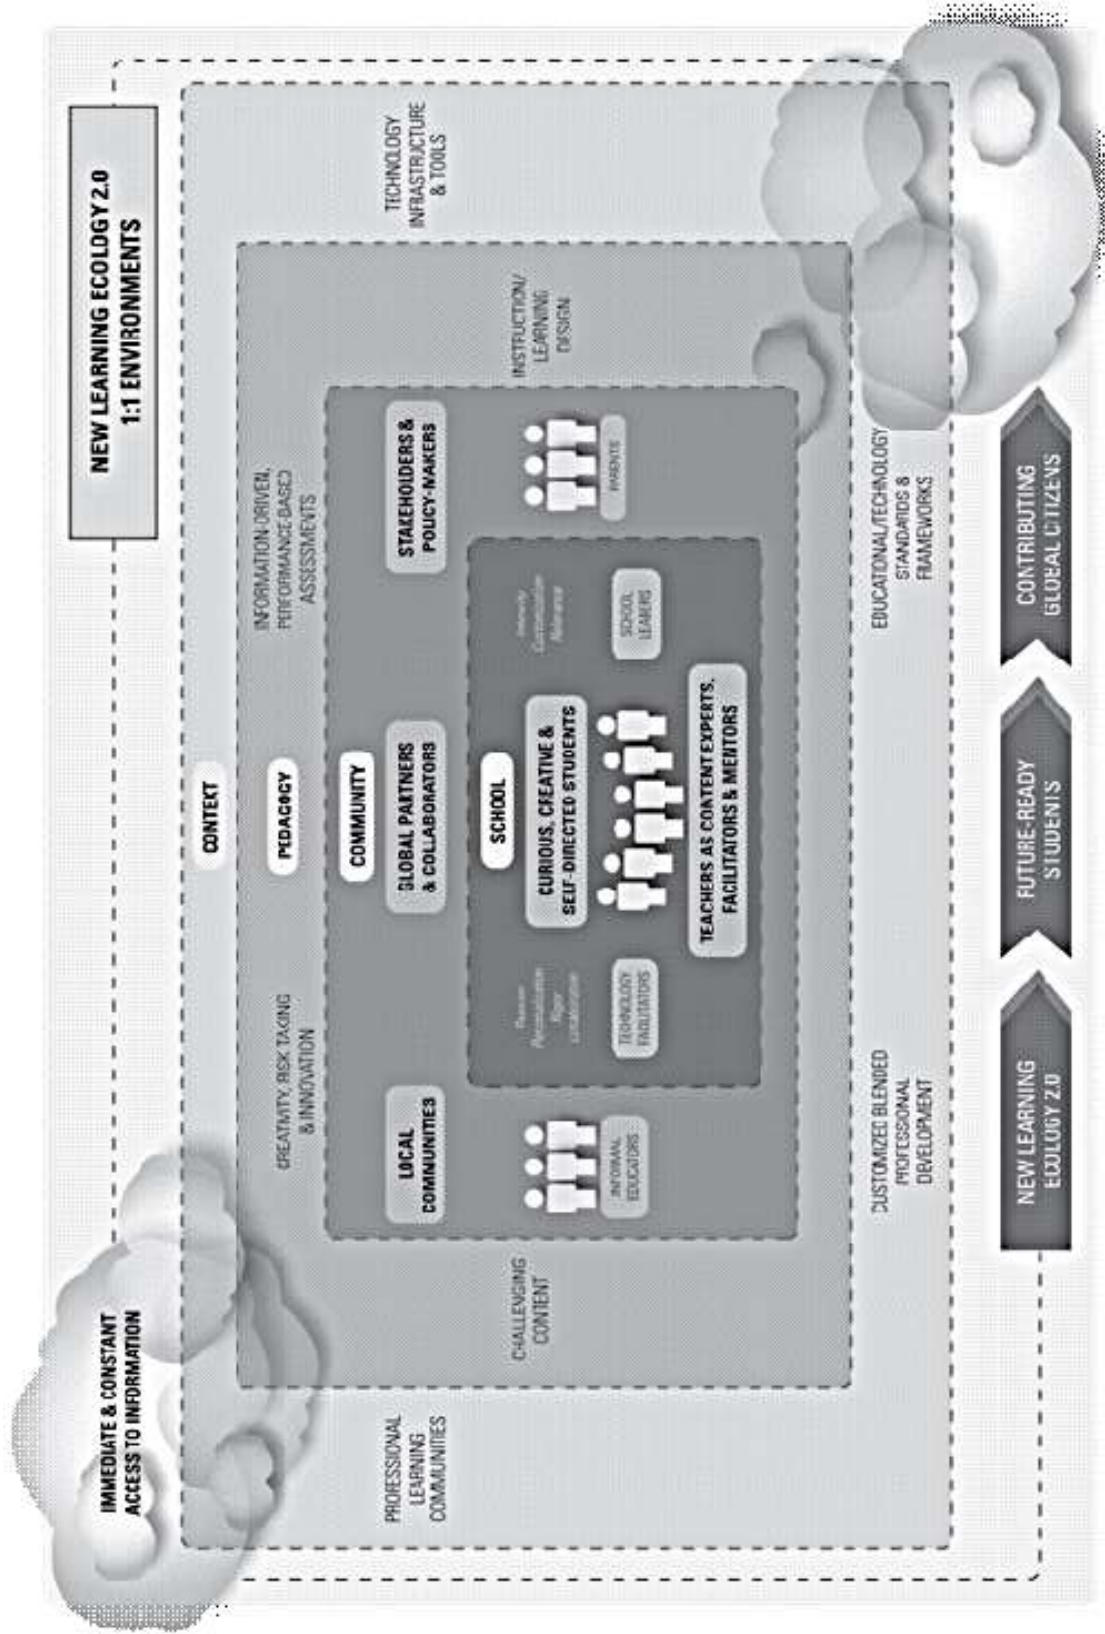 NEW LEARNING ECOLOGY 2.0
1:1 ENVIRONMENTS
IMMEDIATE & CONSTANT
ACCESS TO INFORMATION
CONTEXT
PROFESSIONAL
LEARNING
COMMUNITIES
TECHNOLOGY
INFRASTRUCTURE
& TOOLS
PEDAGOGY
CREATIVITY, RISK TAKING
& INNOVATION
INFORMATION-DRIVEN,
PERFORMANCE-BASED
ASSESSMENTS
CHALLENGING
CONTENT
INSTRUCTION/
LEARNING
DESIGN
COMMUNITY
LOCAL
COMMUNITIES
GLOBAL PARTNERS
& COLLABORATORS
STAKEHOLDERS &
POLICY-MAKERS
INFORMAL
EDUCATORS
PARENTS
SCHOOL
CURIOUS, CREATIVE &
SELF-DIRECTED STUDENTS
TECHNOLOGY
FACILITATORS
SCHOOL
LEADERS
TEACHERS AS CONTENT EXPERTS,
FACILITATORS & MENTORS
CUSTOMIZED BLENDED
PROFESSIONAL
DEVELOPMENT
EDUCATIONAL/TECHNOLOGY
STANDARDS &
FRAMEWORKS
NEW LEARNING
ECOLOGY 2.0
FUTURE-READY
STUDENTS
CONTRIBUTING
GLOBAL CITIZENS